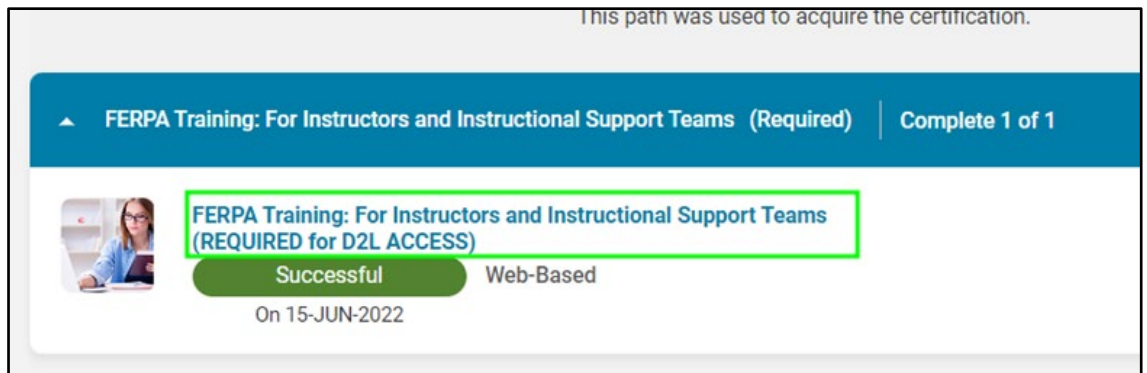 This path was used to acquire the certification.
FERPA Training: For Instructors and Instructional Support Teams (Required) Complete 1 of 1
FERPA Training: For Instructors and Instructional Support Teams
(REQUIRED for D2L ACCESS)
Successful Web-Based
On 15-JUN-2022